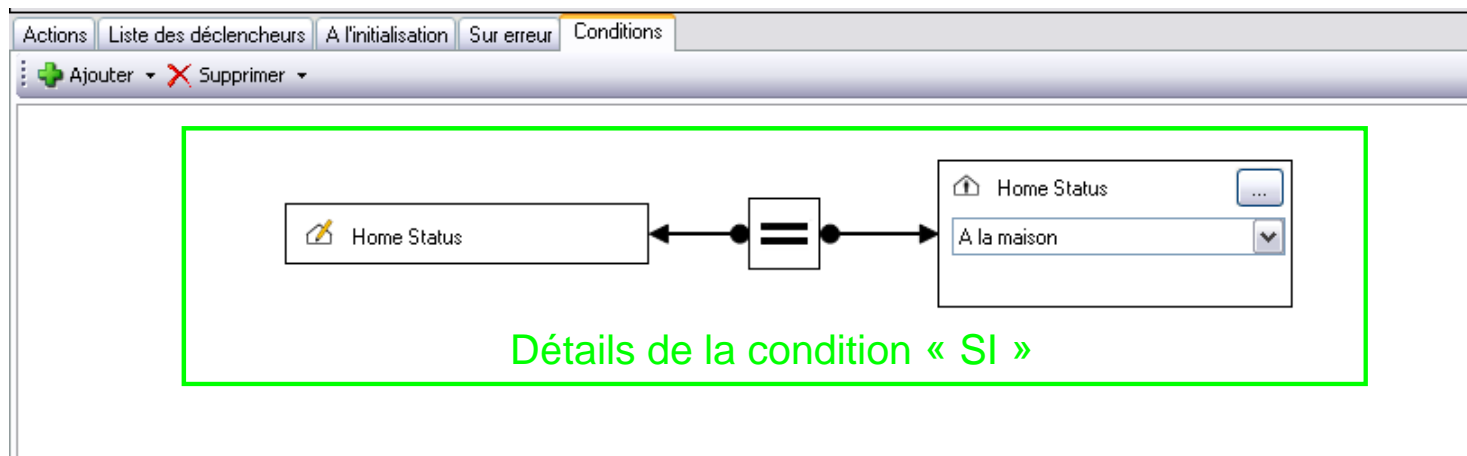 Actions Liste des déclencheurs A l'initialisation Sur erreur Conditions
Ajouter Supprimer
Home Status ...
Home Status
A la maison
Détails de la condition « SI »